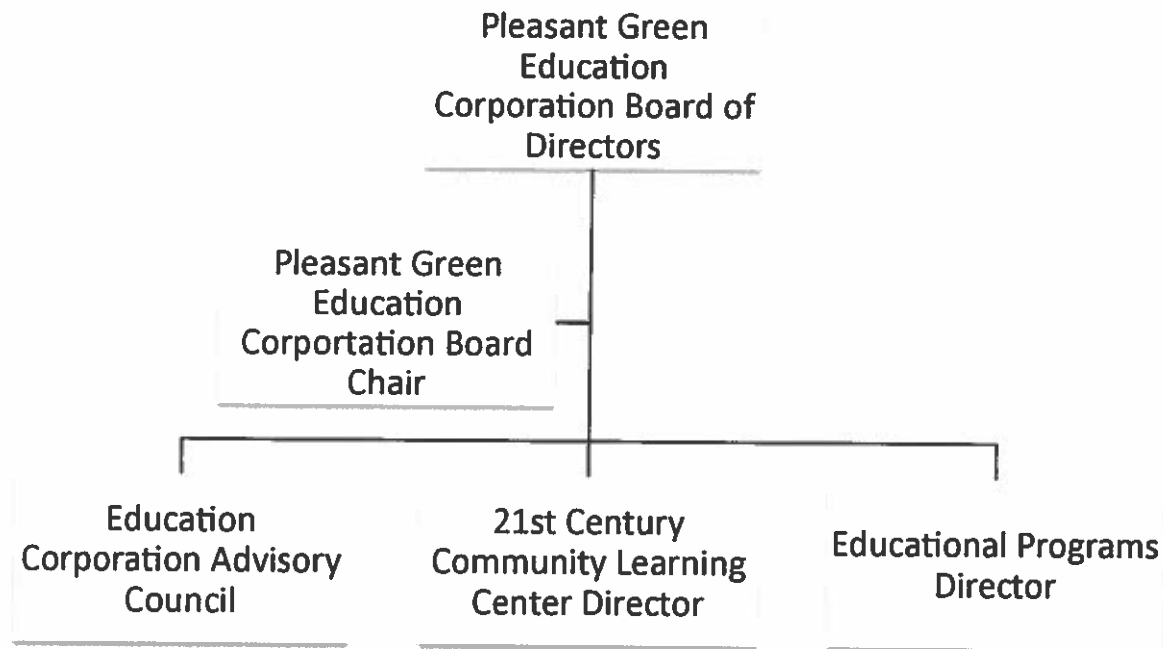 Pleasant Green
Education
Corporation Board of
Directors
Pleasant Green
Education
Corportation Board
Chair
Education
Corporation Advisory
Council
21st Century
Community Learning
Center Director
Educational Programs
Director